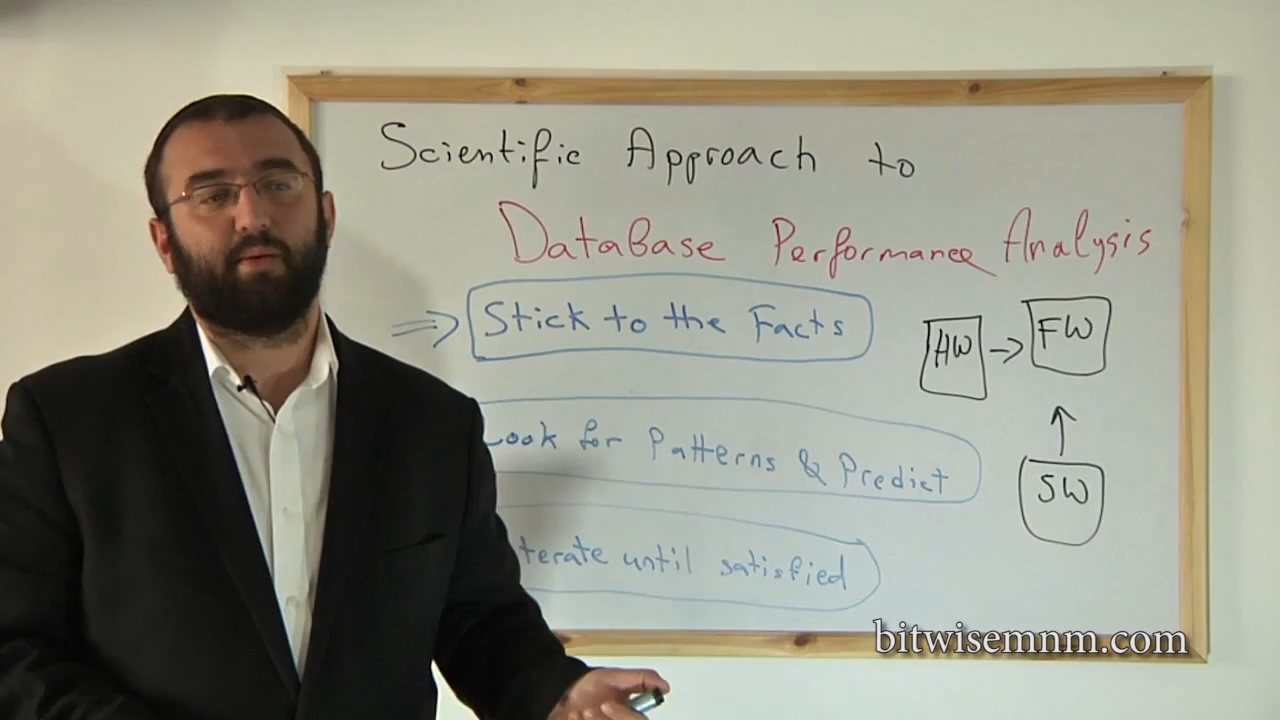 Scientific Approach to
Database Performance Analysis
Stick to the Facts
HW
FW
Look for Patterns & Predict
SW
terate until satisfied
bitwisemnm.com